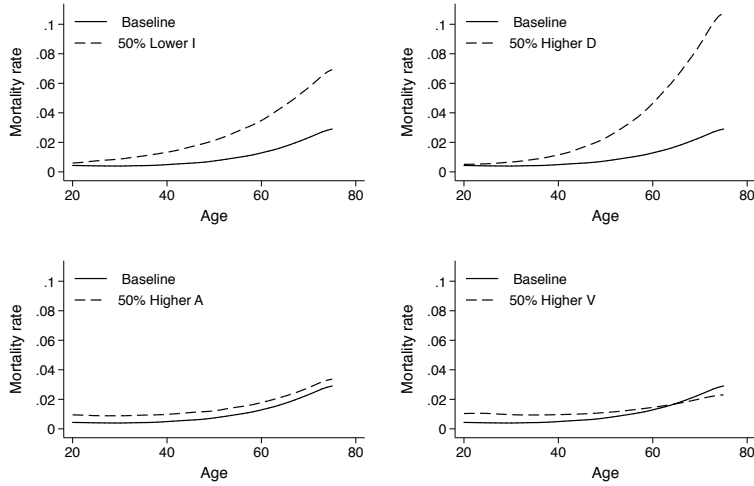 Baseline
50% Lower I
Mortality rate
.1
.08
.06
.04
.02
0
20 40 60 80
Age
Baseline
50% Higher D
Mortality rate
.1
.08
.06
.04
.02
0
20 40 60 80
Age
Baseline
50% Higher A
Mortality rate
.1
.08
.06
.04
.02
0
20 40 60 80
Age
Baseline
50% Higher V
Mortality rate
.1
.08
.06
.04
.02
0
20 40 60 80
Age